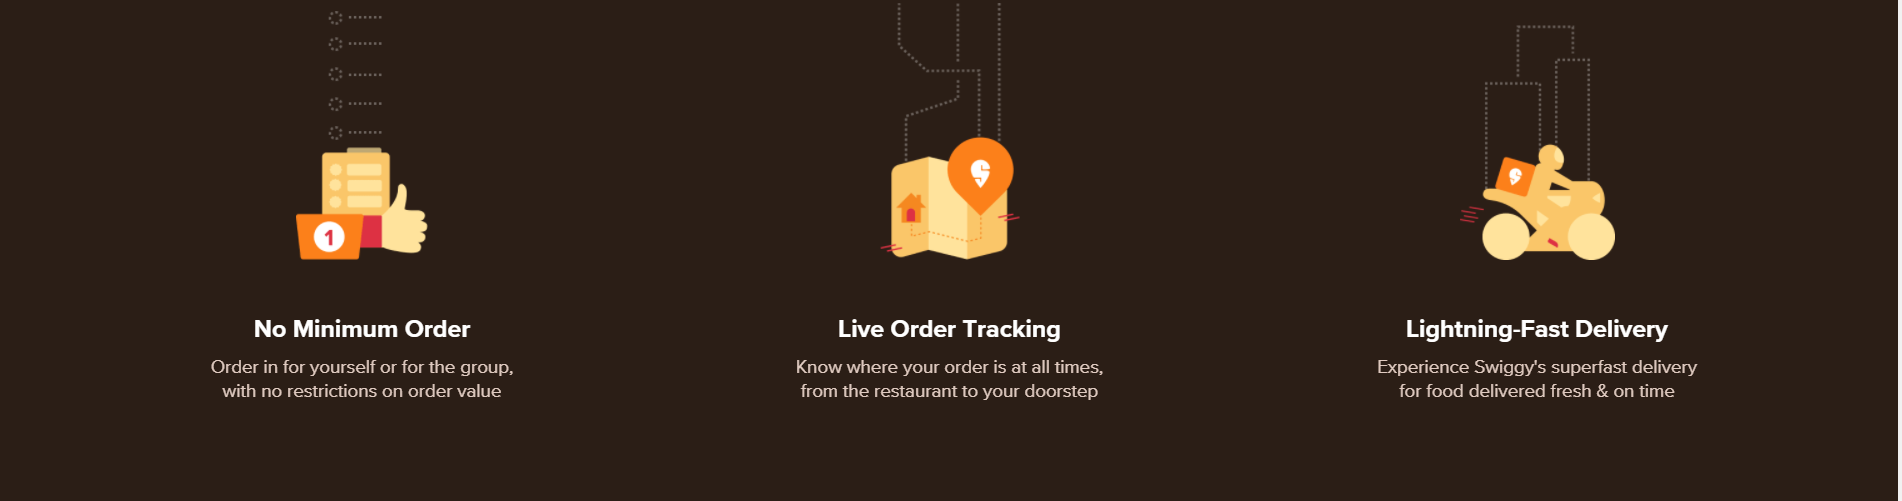 1
No Minimum Order
Order in for yourself or for the group,
with no restrictions on order value
Live Order Tracking
Know where your order is at all times,
from the restaurant to your doorstep
Lightning-Fast Delivery
Experience Swiggy's superfast delivery
for food delivered fresh & on time